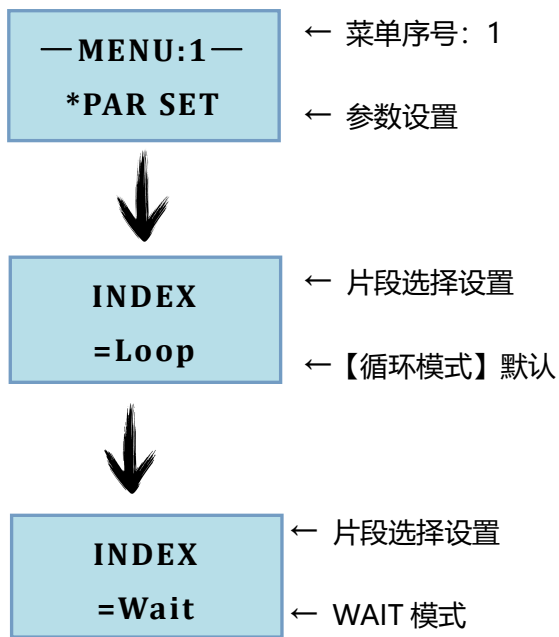 —MENU:1— ← 菜单序号：1
*PAR SET ← 参数设置
INDEX ← 片段选择设置
=Loop ←【循环模式】默认
INDEX ← 片段选择设置
=Wait ← WAIT 模式